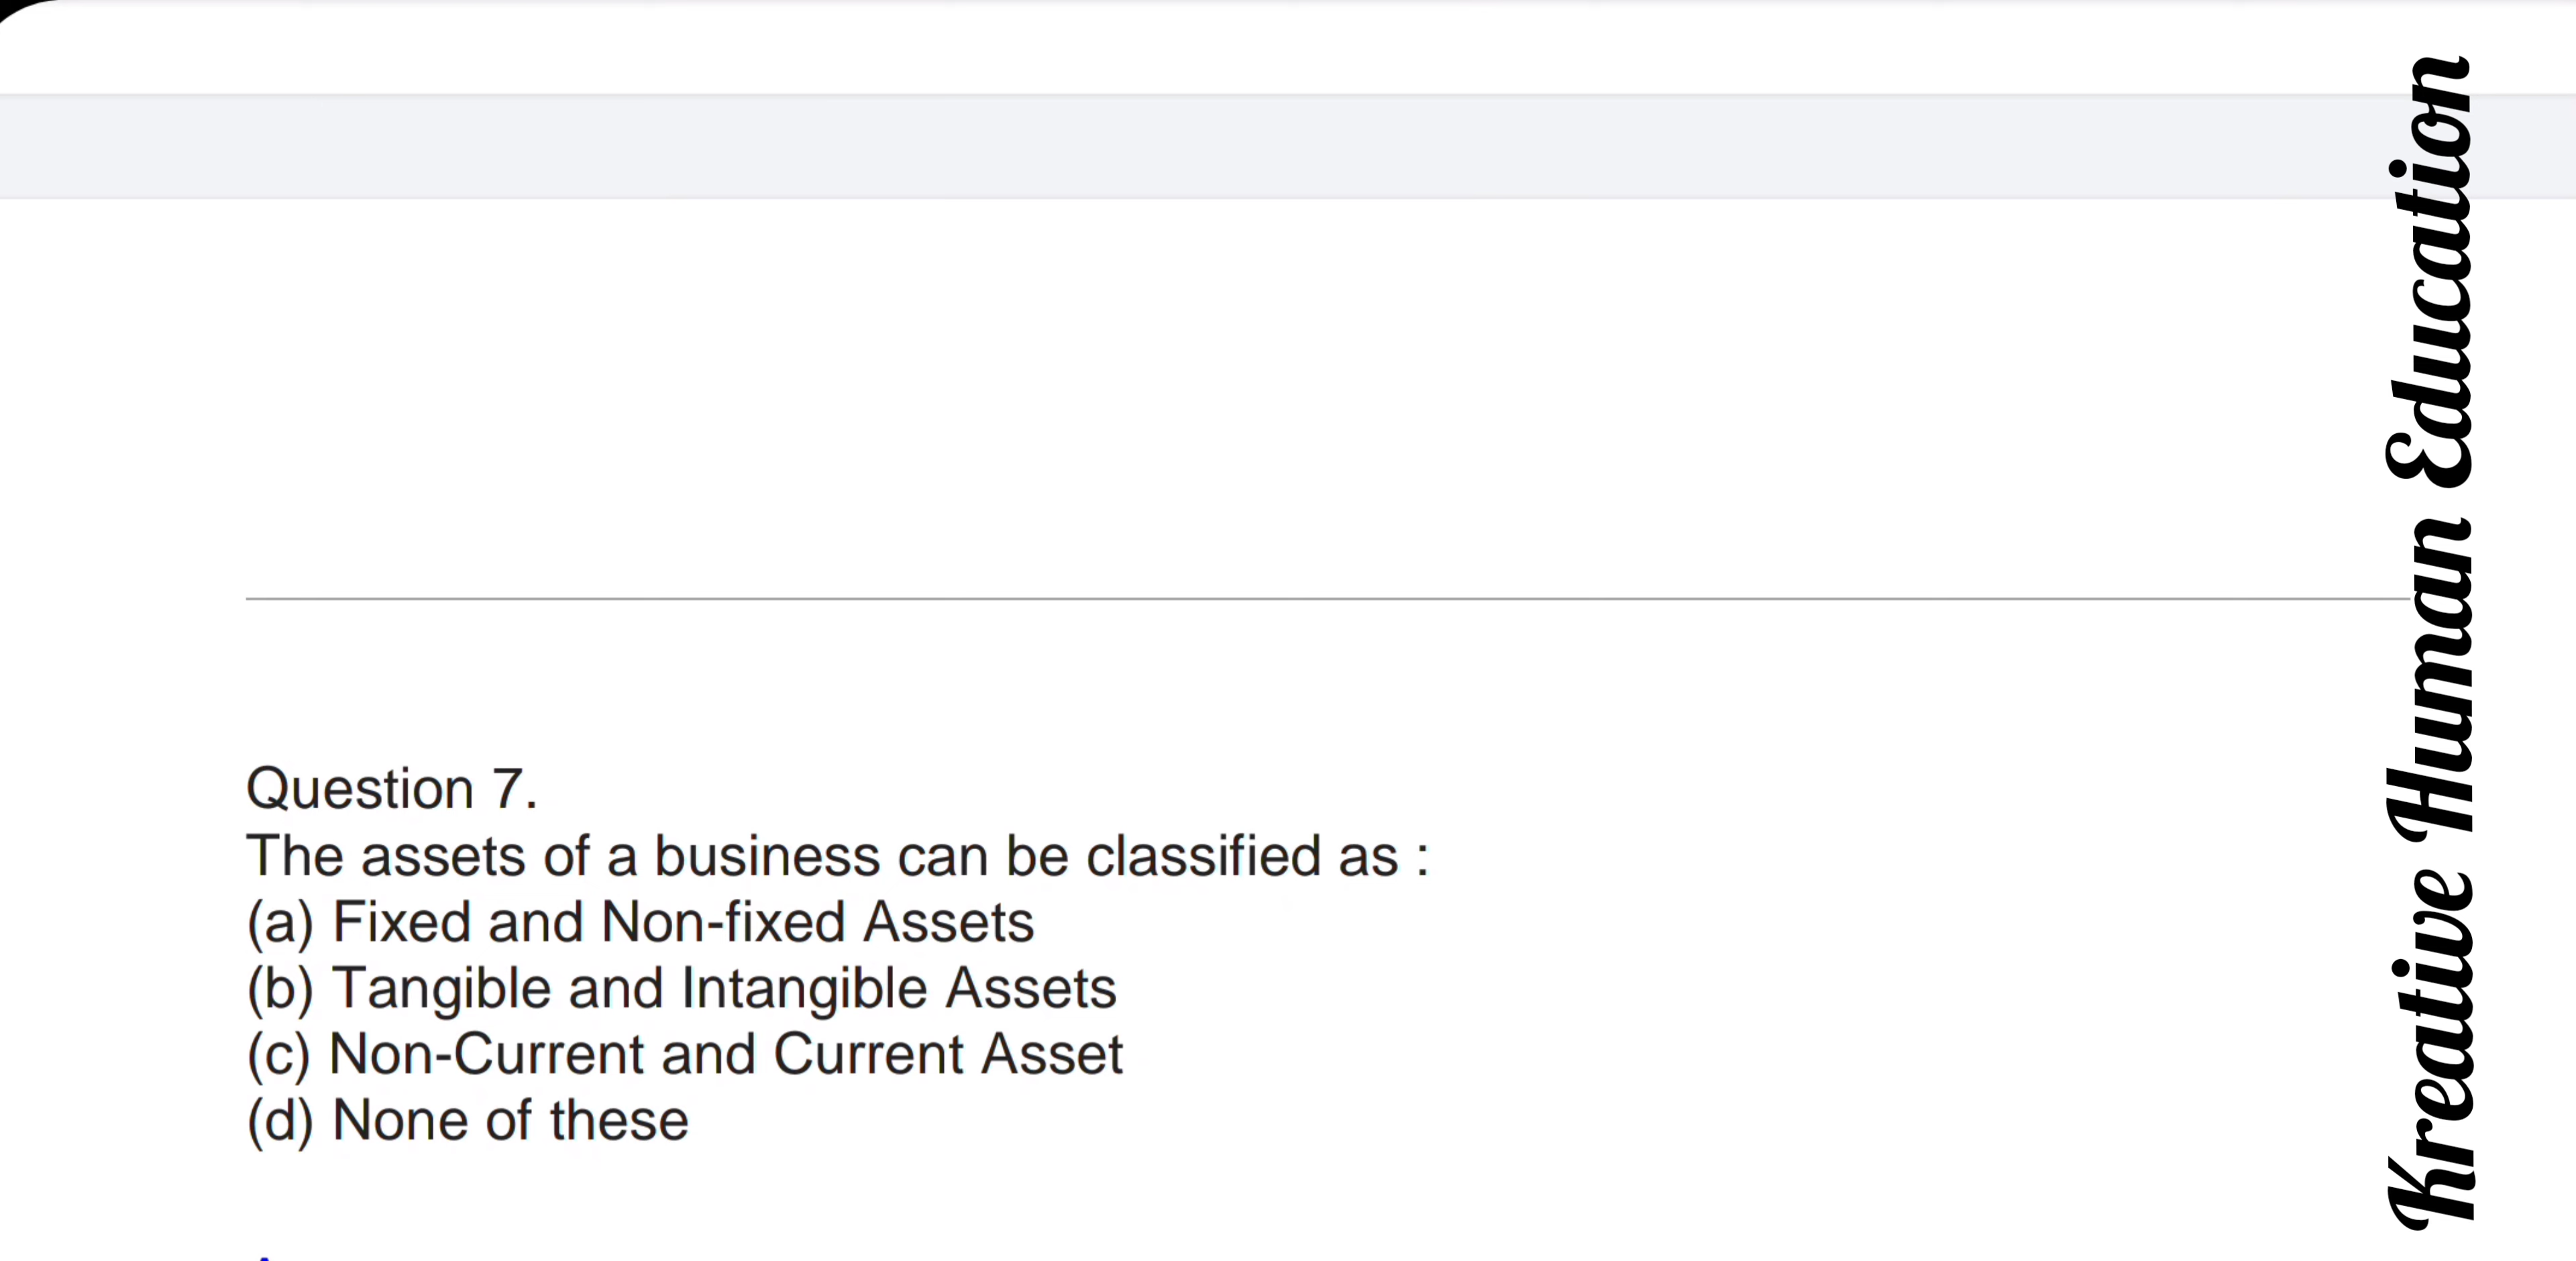 Question 7.
The assets of a business can be classified as :
(a) Fixed and Non-fixed Assets
(b) Tangible and Intangible Assets
(c) Non-Current and Current Asset
(d) None of these
Kreative Human Education